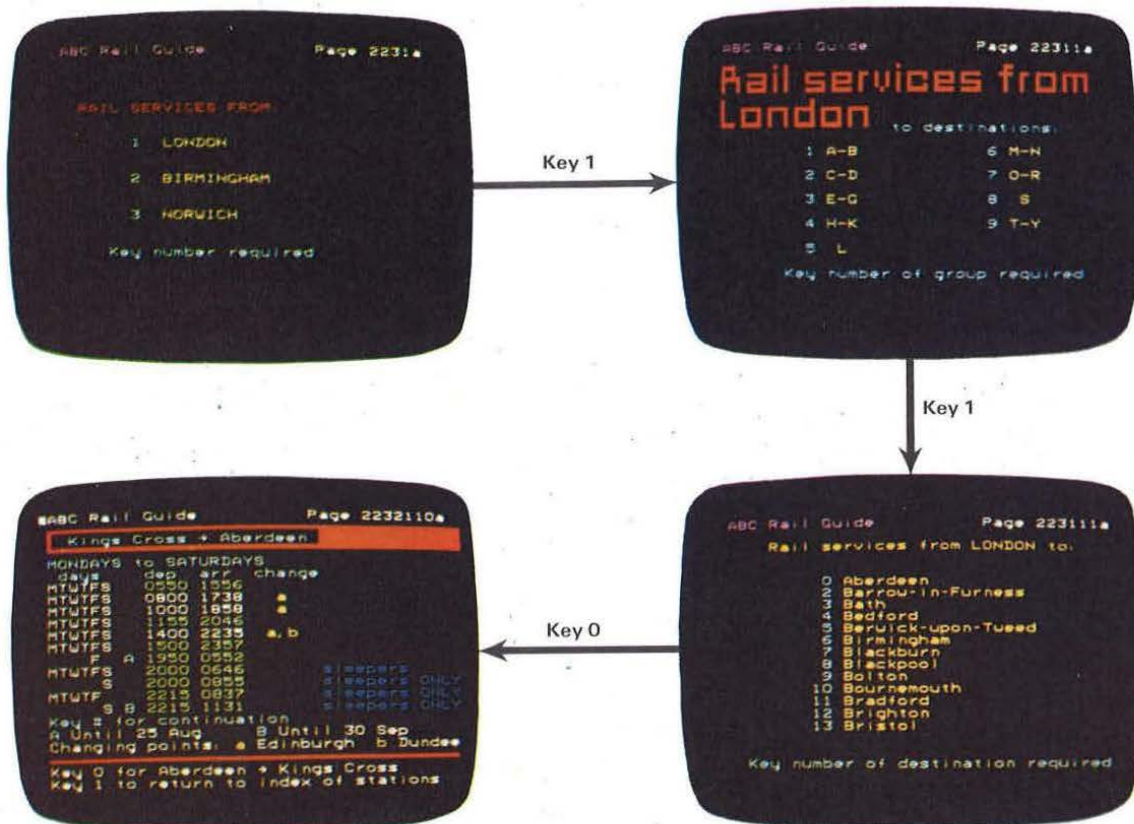 ABC Rail Guide Page 2231a
RAIL SERVICES FROM
1 LONDON
2 BIRMINGHAM
3 NORWICH
Key number required
Key 1
ABC Rail Guide Page 22311a
Rail services from
London to destinations:
1 A-B 6 M-N
2 C-D 7 O-R
3 E-G 8 S
4 H-K 9 T-Y
5 L
Key number of group required
Key 1
ABC Rail Guide Page 223111a
Rail services from LONDON to:
0 Aberdeen
2 Barrow-in-Furness
3 Bath
4 Bedford
5 Berwick-upon-Tweed
6 Birmingham
7 Blackburn
8 Blackpool
9 Bolton
10 Bournemouth
11 Bradford
12 Brighton
13 Bristol
Key number of destination required
Key 0
ABC Rail Guide Page 2232110a
Kings Cross → Aberdeen
MONDAYS to SATURDAYS
days dep arr change
MTWTFS 0550 1556
MTWTFS 0800 1738 a
MTWTFS 1000 1858 a
MTWTFS 1155 2046
MTWTFS 1400 2235 a,b
MTWTFS 1500 2357
F A 1950 0552
MTWTFS 2000 0646 sleepers
S 2000 0855 sleepers ONLY
MTWTF 2215 0837 sleepers ONLY
S B 2215 1131 sleepers ONLY
Key # for continuation
A Until 25 Aug B Until 30 Sep
Changing points: a Edinburgh b Dundee
Key 0 for Aberdeen → Kings Cross
Key 1 to return to index of stations